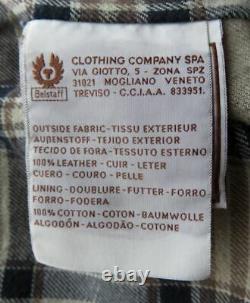 CLOTHING COMPANY SPA
VIA GIOTTO, 5 - ZONA SPZ
31021 MOGLIANO VENETO
TREVISO - C.C.I.A.A. 833951.
Belstaff
OUTSIDE FABRIC-TISSU EXTERIEUR
AUßENSTOFF-TEJIDO EXTERIOR
TECIDO DE FORA-TESSUTO ESTERNO
100% LEATHER - CUIR - LETER
CUERO - COURO - PELLE
LINING - DOUBLURE - FUTTER - FORRO
FORRO - FODERA
100% COTTON - COTON - BAUMWOLLE
ALGODÓN - ALGODÃO - COTONE